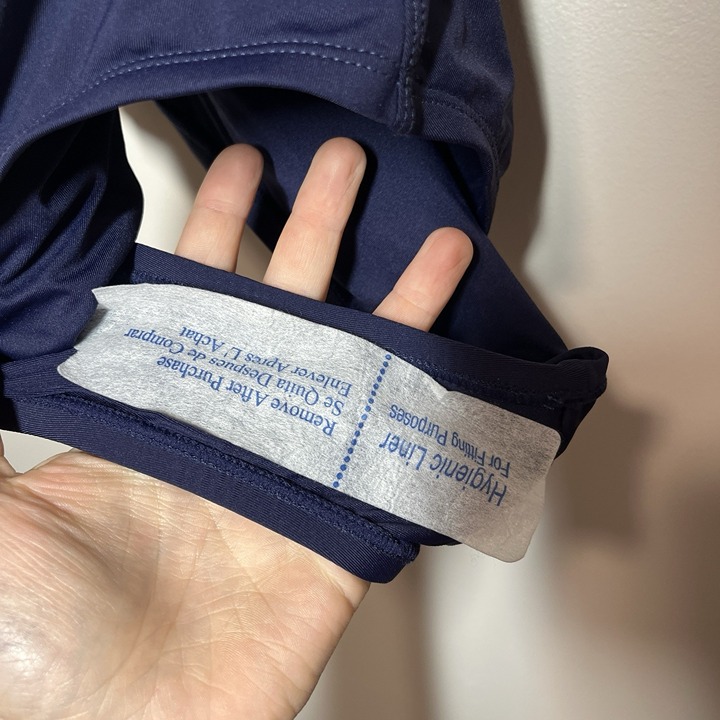 Hygienic Liner
For Fitting Purposes
Remove After Purchase
Se Quita Despues de Comprar
Enlever Apres L'Achat